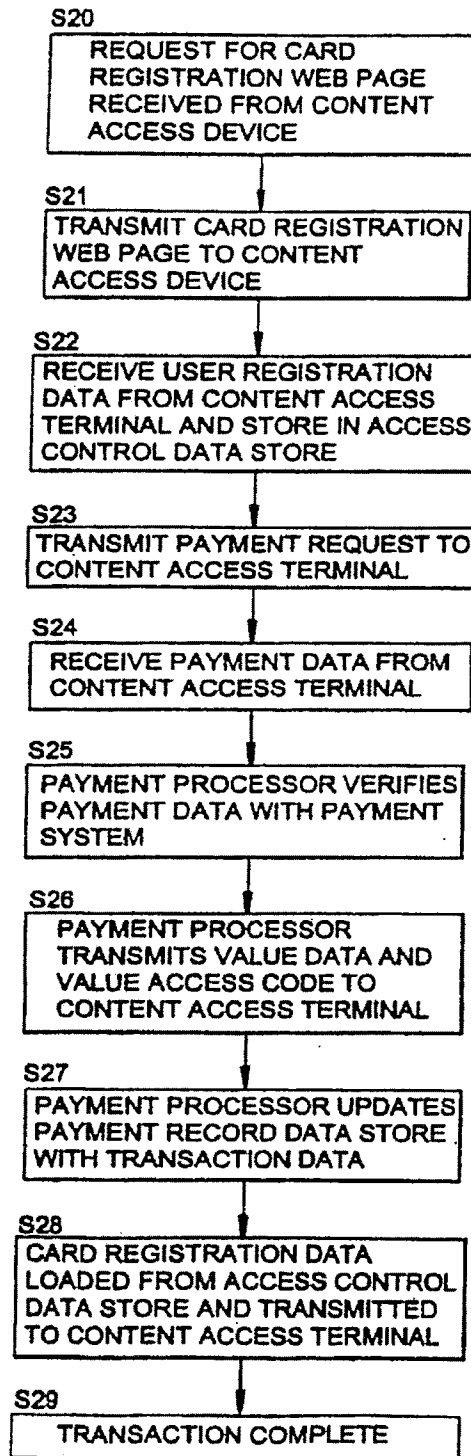 S20
REQUEST FOR CARD
REGISTRATION WEB PAGE
RECEIVED FROM CONTENT
ACCESS DEVICE
S21
TRANSMIT CARD REGISTRATION
WEB PAGE TO CONTENT
ACCESS DEVICE
S22
RECEIVE USER REGISTRATION
DATA FROM CONTENT ACCESS
TERMINAL AND STORE IN ACCESS
CONTROL DATA STORE
S23
TRANSMIT PAYMENT REQUEST TO
CONTENT ACCESS TERMINAL
S24
RECEIVE PAYMENT DATA FROM
CONTENT ACCESS TERMINAL
S25
PAYMENT PROCESSOR VERIFIES
PAYMENT DATA WITH PAYMENT
SYSTEM
S26
PAYMENT PROCESSOR
TRANSMITS VALUE DATA AND
VALUE ACCESS CODE TO
CONTENT ACCESS TERMINAL
S27
PAYMENT PROCESSOR UPDATES
PAYMENT RECORD DATA STORE
WITH TRANSACTION DATA
S28
CARD REGISTRATION DATA
LOADED FROM ACCESS CONTROL
DATA STORE AND TRANSMITTED
TO CONTENT ACCESS TERMINAL
S29
TRANSACTION COMPLETE